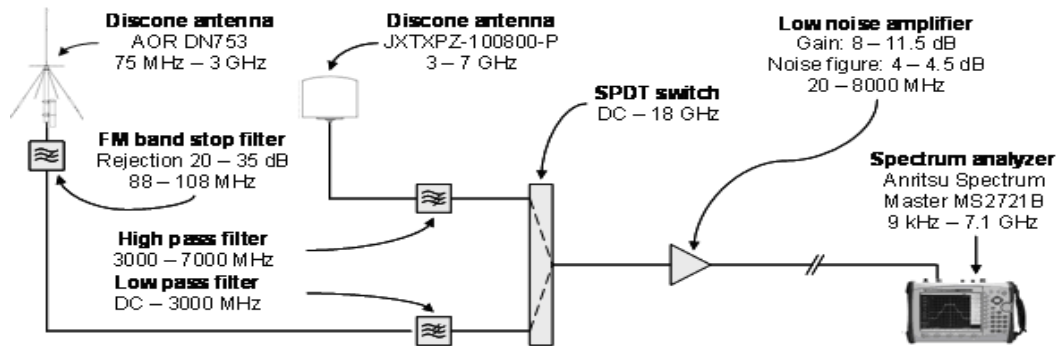 Discone antenna
AOR DN753
75 MHz – 3 GHz
Discone antenna
JXTXPZ-100800-P
3 – 7 GHz
Low noise amplifier
Gain: 8 – 11.5 dB
Noise figure: 4 – 4.5 dB
20 – 8000 MHz
SPDT switch
DC – 18 GHz
FM band stop filter
Rejection 20 – 35 dB
88 – 108 MHz
Spectrum analyzer
Anritsu Spectrum
Master MS2721B
9 kHz – 7.1 GHz
High pass filter
3000 – 7000 MHz
Low pass filter
DC – 3000 MHz